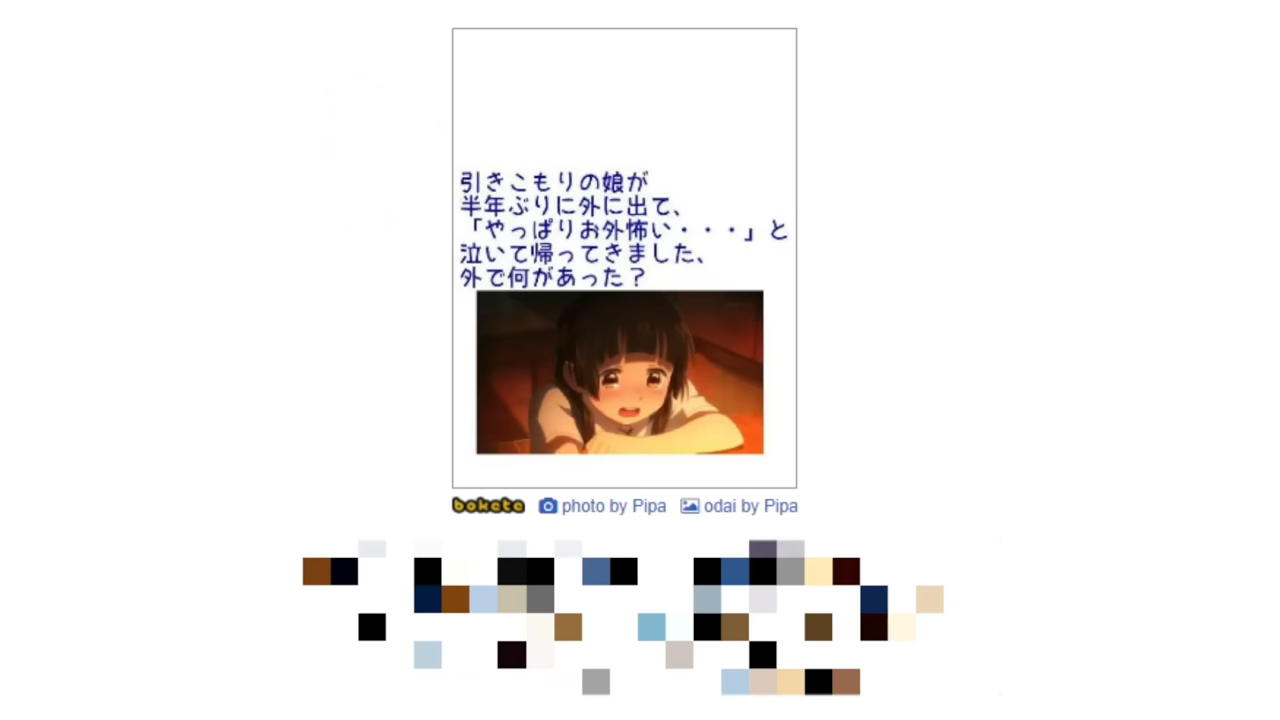 引きこもりの娘が
半年ぶりに外に出て、
「やっぱりお外怖い・・・」と
泣いて帰ってきました、
外で何があった？
bokete photo by Pipa odai by Pipa